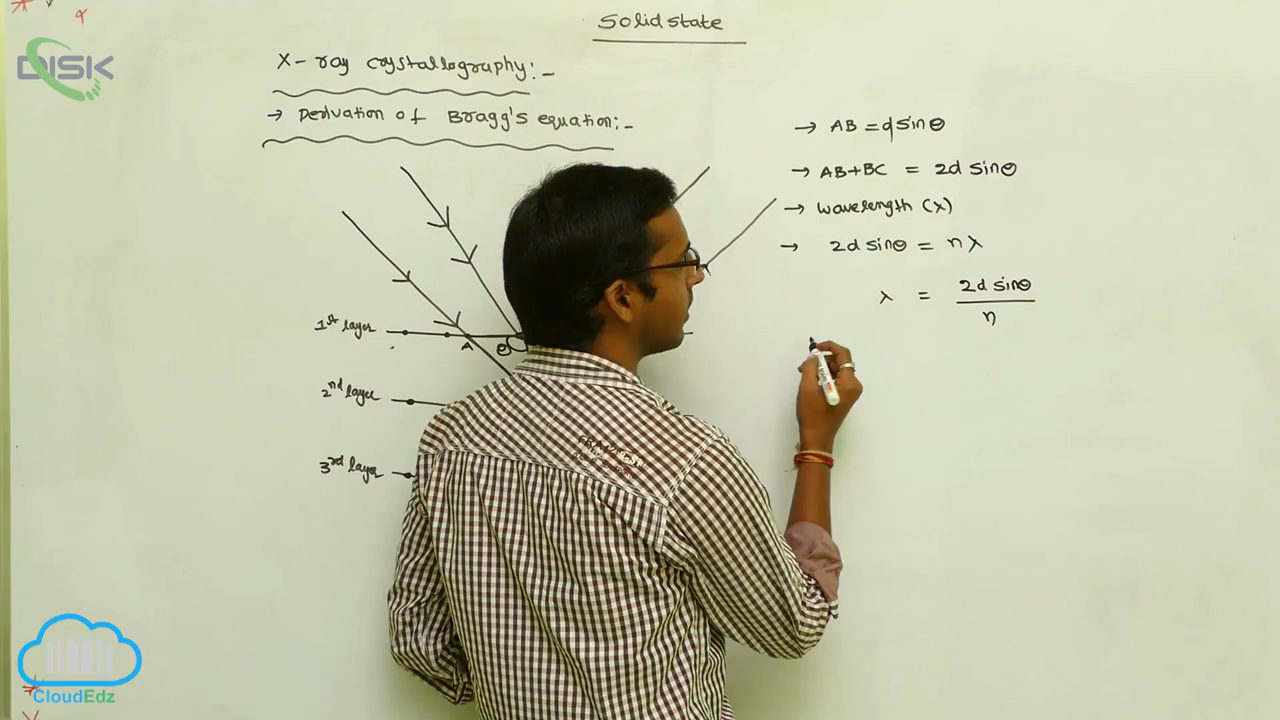 Solid state
DISK
X-ray crystallography:-
→ Derivation of Bragg's equation:-
→ AB = d sinθ
→ AB+BC = 2d sinθ
→ wavelength (λ)
→ 2d sinθ = nλ
λ = 2d sinθ / n
1st layer
A
2nd layer
3rd layer
CloudEdz